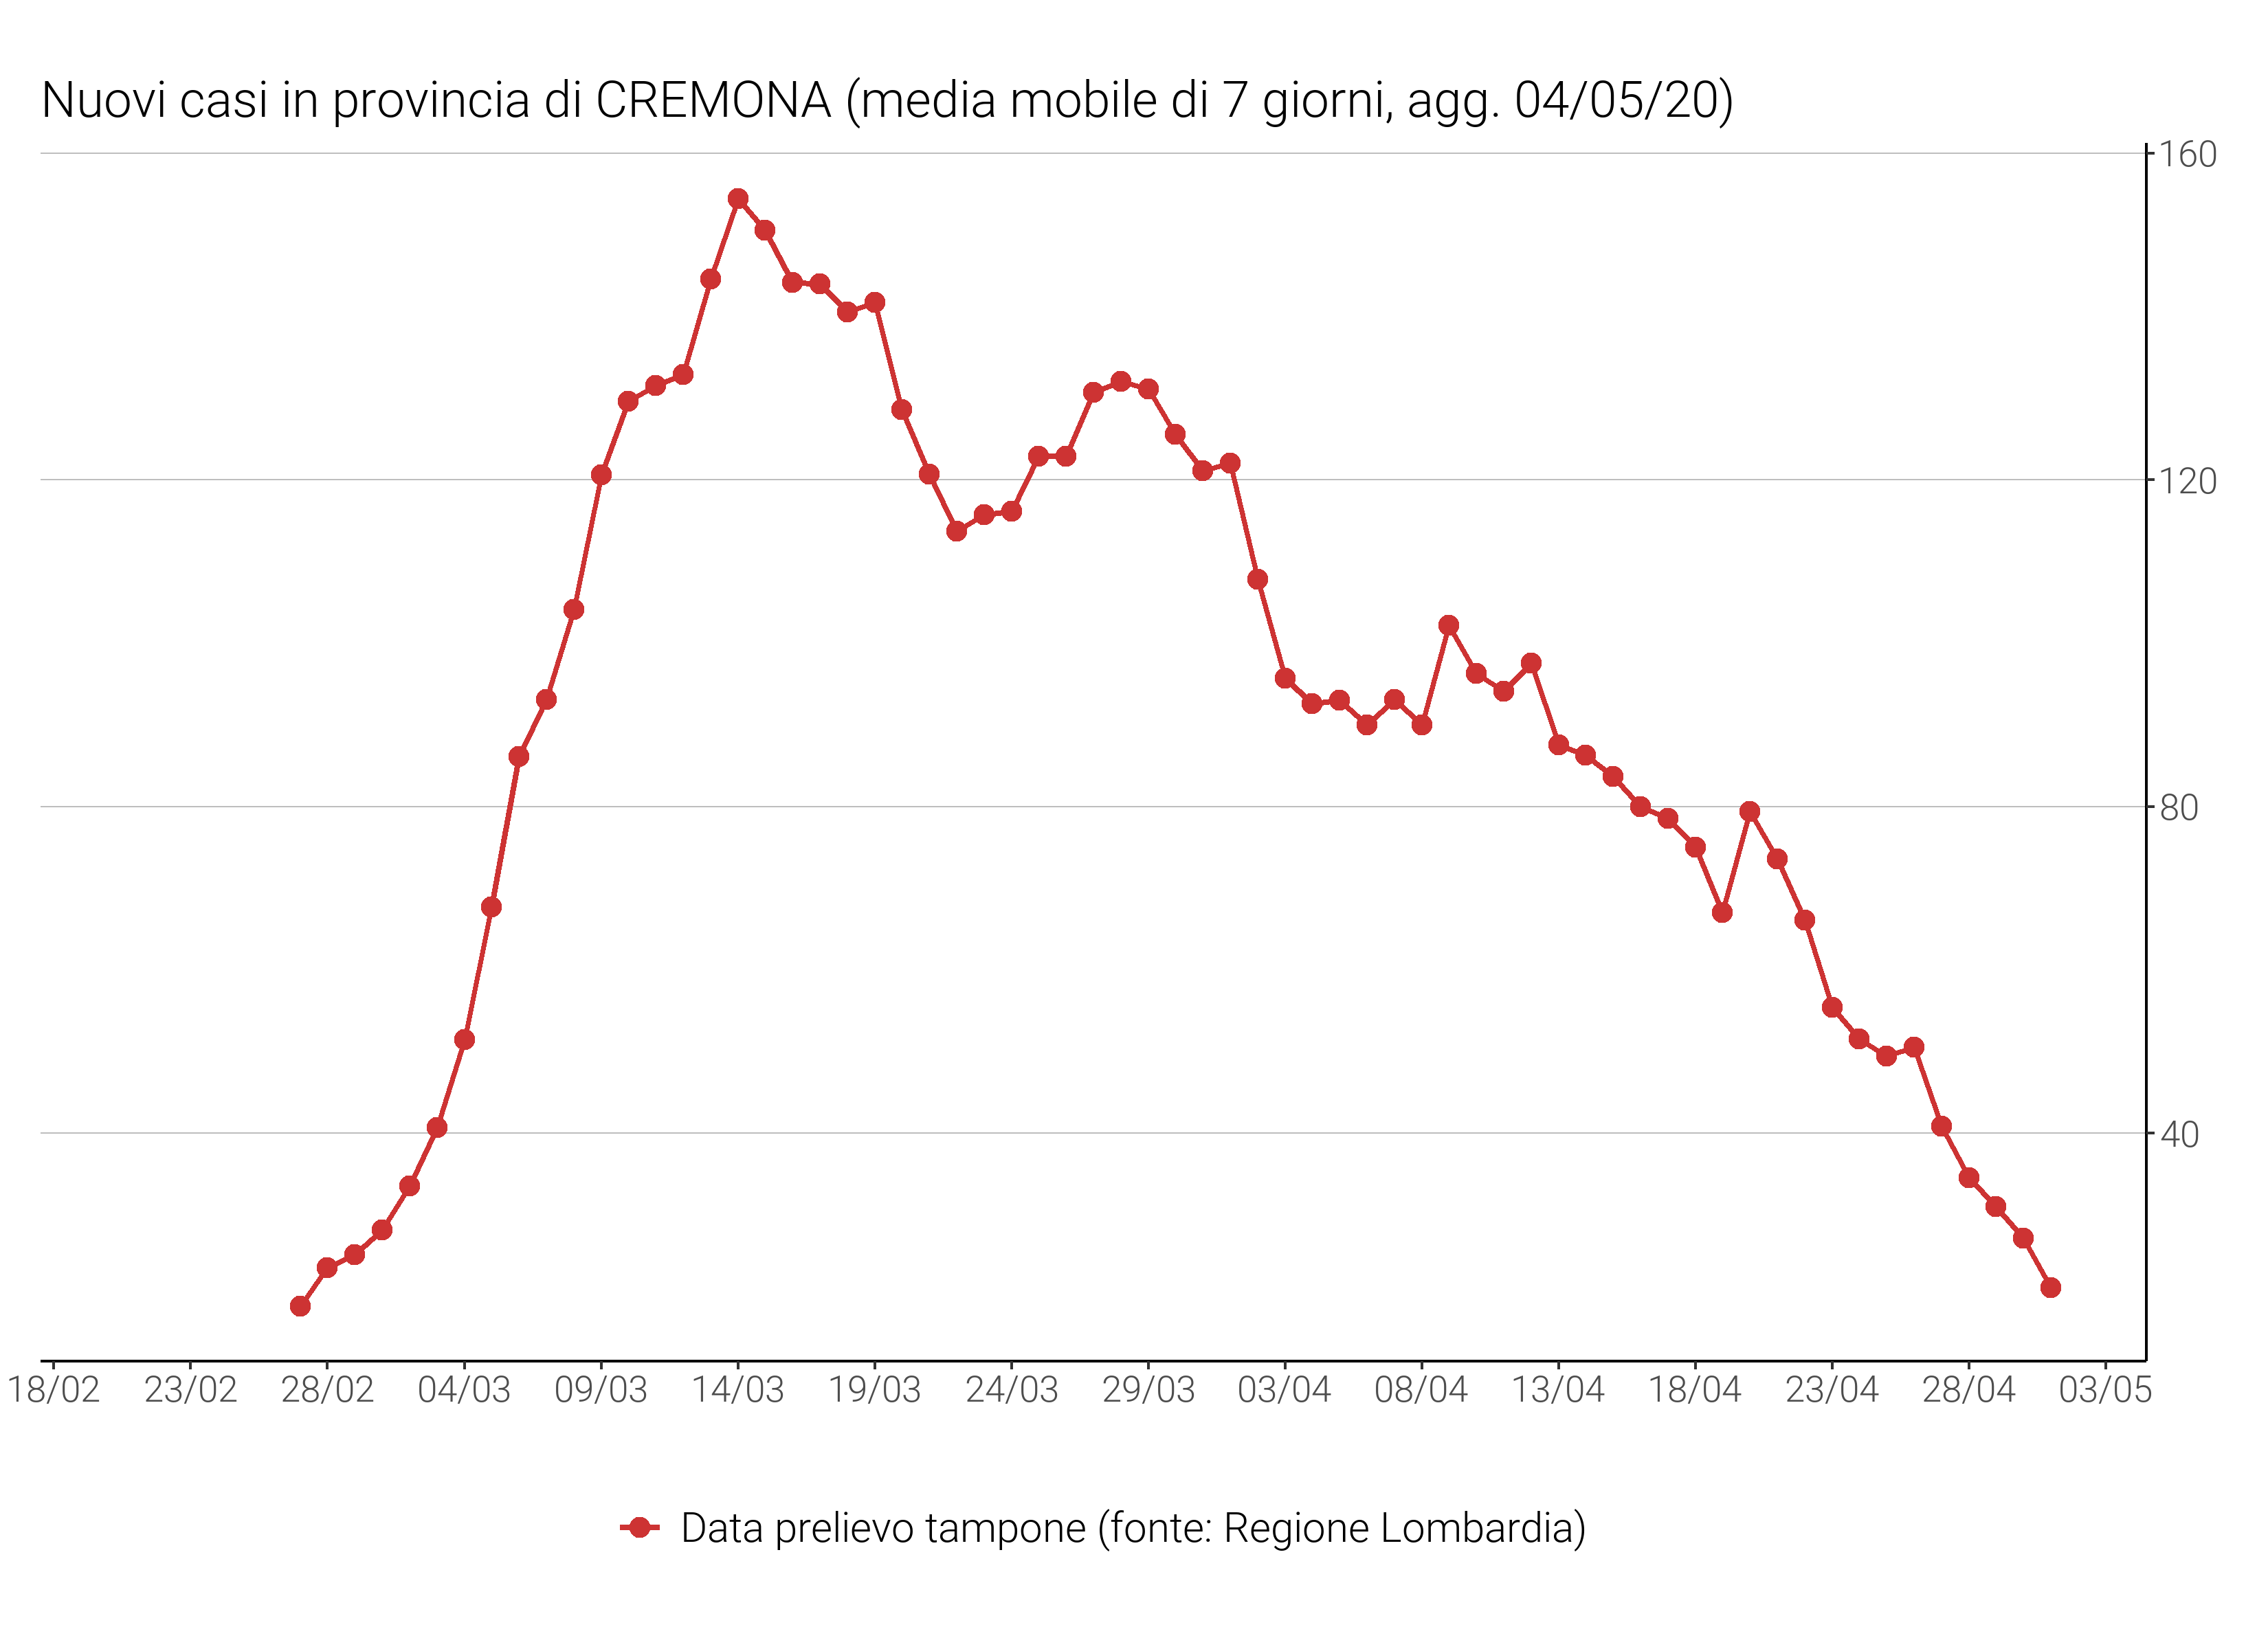 Nuovi casi in provincia di CREMONA (media mobile di 7 giorni, agg. 04/05/20)
160
120
80
40
18/02 23/02 28/02 04/03 09/03 14/03 19/03 24/03 29/03 03/04 08/04 13/04 18/04 23/04 28/04 03/05
Data prelievo tampone (fonte: Regione Lombardia)